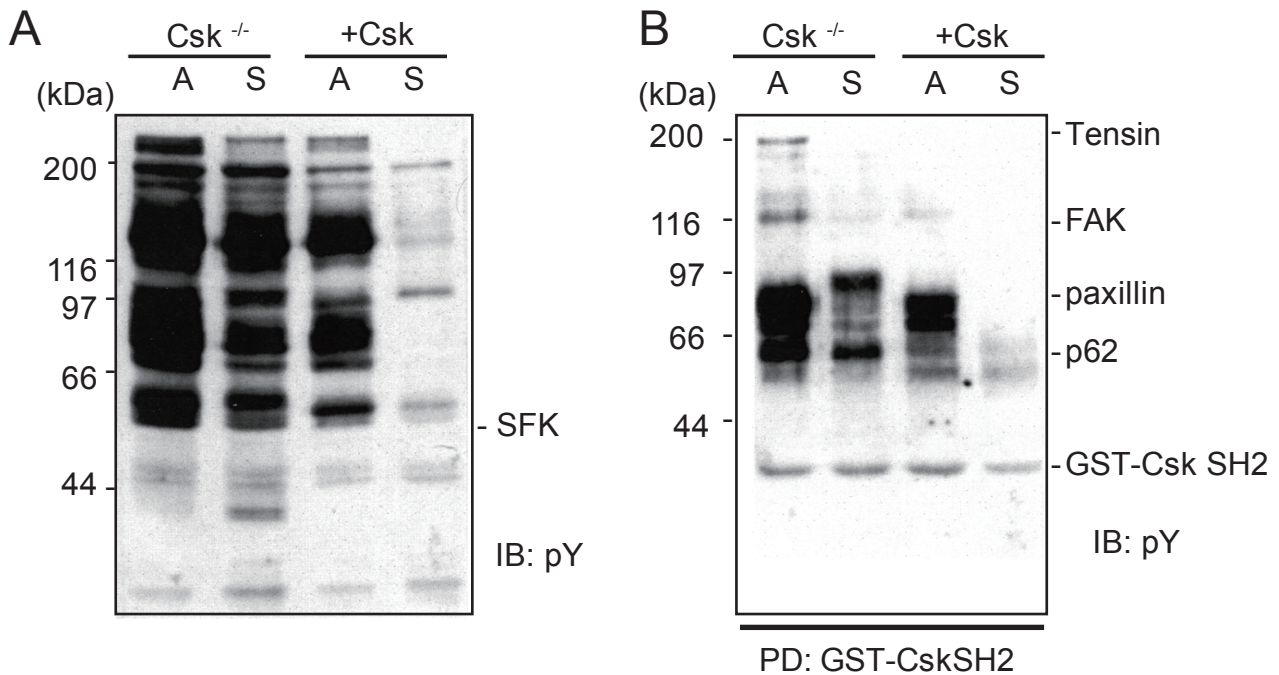 A
Csk -/-
+Csk
A S A S
(kDa)
200
116
97
66
44
- SFK
IB: pY
B
Csk -/-
+Csk
A S A S
(kDa)
200
116
97
66
44
-Tensin
-FAK
-paxillin
-p62
-GST-Csk SH2
IB: pY
PD: GST-CskSH2